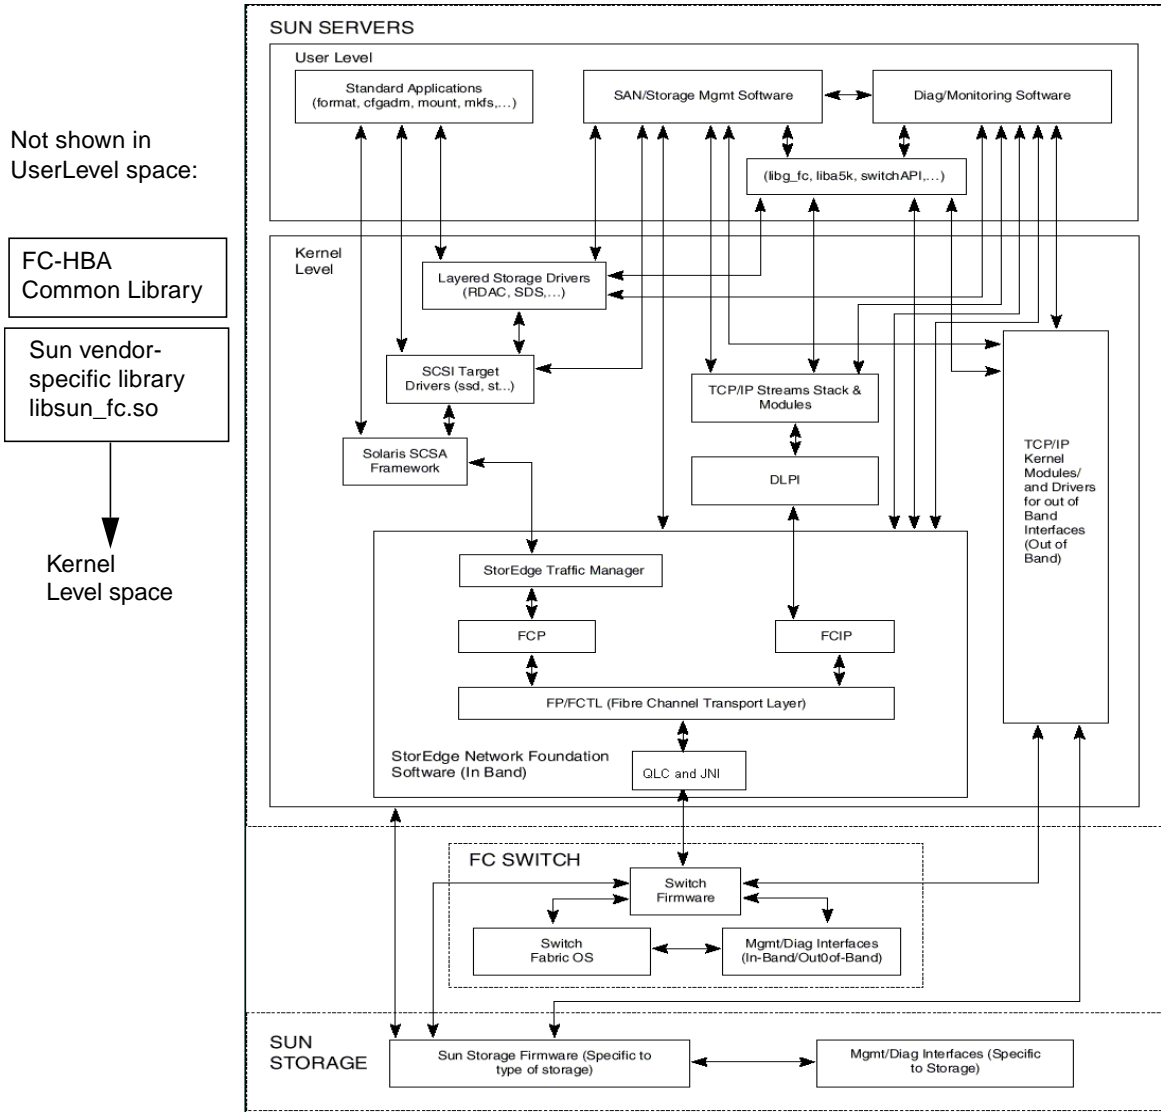 SUN SERVERS
User Level
Standard Applications
(format, cfgadm, mount, mkfs,...)
SAN/Storage Mgmt Software
Diag/Monitoring Software
Not shown in
UserLevel space:
(libg_fc, liba5k, switchAPI,...)
FC-HBA
Common Library
Sun vendor-
specific library
libsun_fc.so
Kernel
Level space
Kernel
Level
Layered Storage Drivers
(RDAC, SDS,...)
SCSI Target
Drivers (ssd, st...)
TCP/IP Streams Stack &
Modules
Solaris SCSA
Framework
DLPI
TCP/IP
Kernel
Modules/
and Drivers
for out of
Band
Interfaces
(Out of
Band)
StorEdge Traffic Manager
FCP
FCIP
FP/FCTL (Fibre Channel Transport Layer)
StorEdge Network Foundation
Software (In Band)
QLC and JNI
FC SWITCH
Switch
Firmware
Switch
Fabric OS
Mgmt/Diag Interfaces
(In-Band/Out0of-Band)
SUN
STORAGE
Sun Storage Firmware (Specific to
type of storage)
Mgmt/Diag Interfaces (Specific
to Storage)